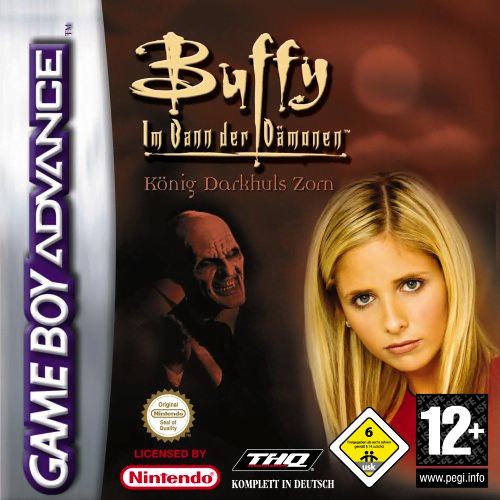 GAME BOY ADVANCE™
Buffy
Im Bann der Dämonen™
König Darkhuls Zorn
Original
Nintendo
Seal of
Quality
LICENSED BY
Nintendo
THQ
KOMPLETT IN DEUTSCH
6
usk
12+
www.pegi.info